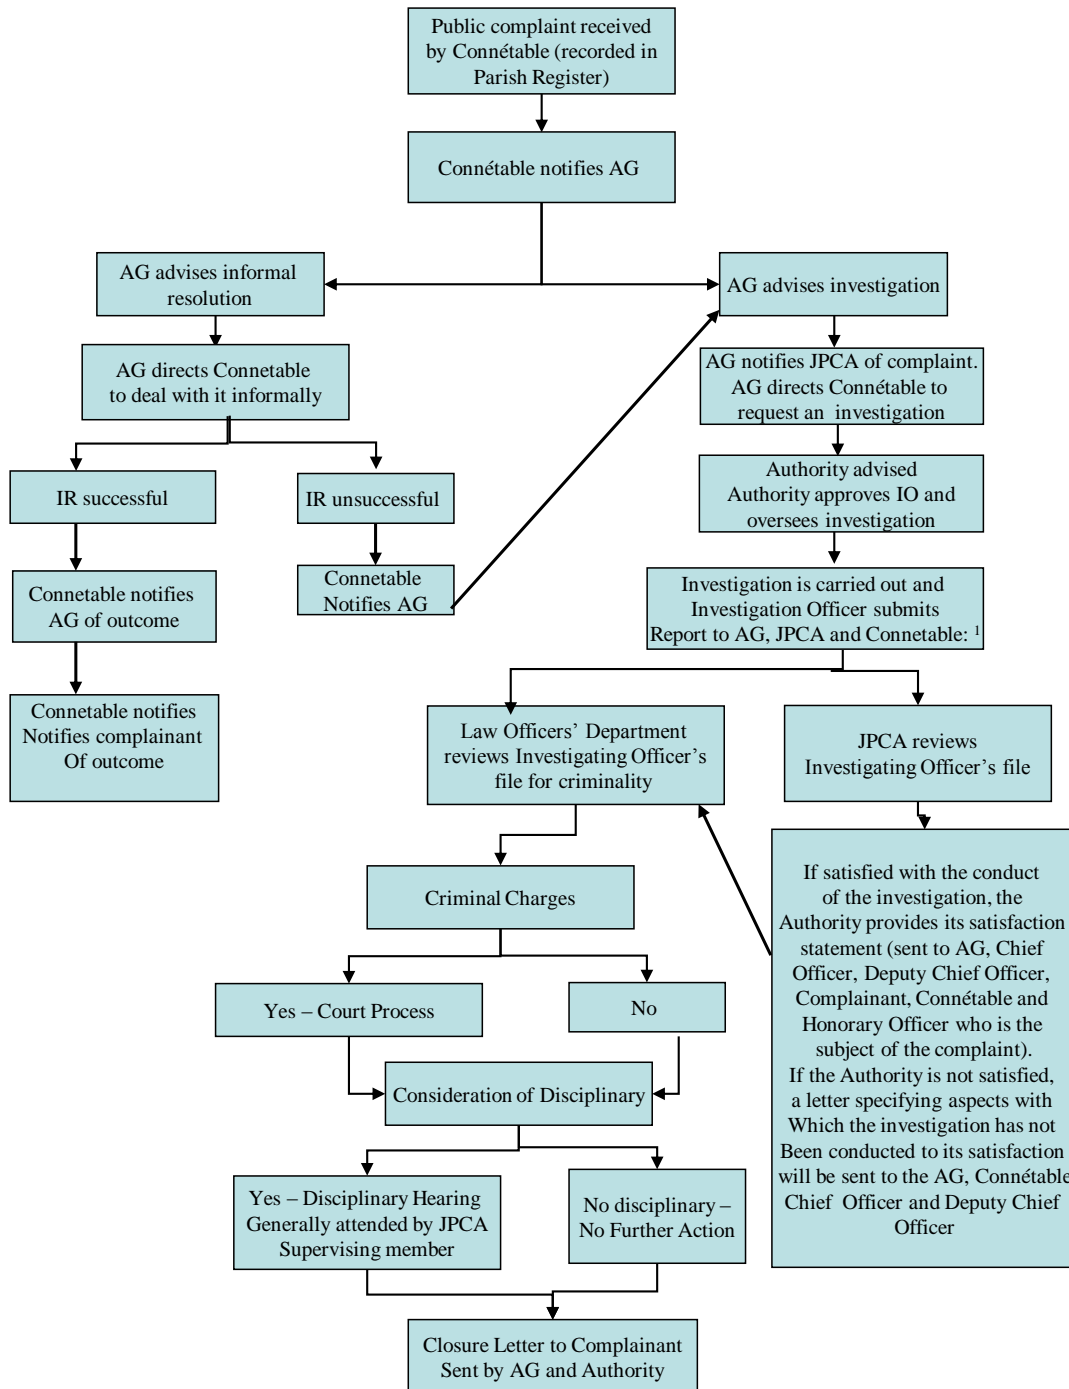 Public complaint received
by Connétable (recorded in
Parish Register)
Connétable notifies AG
AG advises informal
resolution
AG advises investigation
AG directs Connetable
to deal with it informally
AG notifies JPCA of complaint.
AG directs Connétable to
request an investigation
IR successful
IR unsuccessful
Authority advised
Authority approves IO and
oversees investigation
Connetable notifies
AG of outcome
Connetable
Notifies AG
Investigation is carried out and
Investigation Officer submits
Report to AG, JPCA and Connetable: 1
Connetable notifies
Notifies complainant
Of outcome
Law Officers’ Department
reviews Investigating Officer’s
file for criminality
JPCA reviews
Investigating Officer’s file
Criminal Charges
If satisfied with the conduct
of the investigation, the
Authority provides its satisfaction
statement (sent to AG, Chief
Officer, Deputy Chief Officer,
Complainant, Connétable and
Honorary Officer who is the
subject of the complaint).
If the Authority is not satisfied,
a letter specifying aspects with
Which the investigation has not
Been conducted to its satisfaction
will be sent to the AG, Connétable
Chief Officer and Deputy Chief
Officer
Yes – Court Process
No
Consideration of Disciplinary
Yes – Disciplinary Hearing
Generally attended by JPCA
Supervising member
No disciplinary –
No Further Action
Closure Letter to Complainant
Sent by AG and Authority